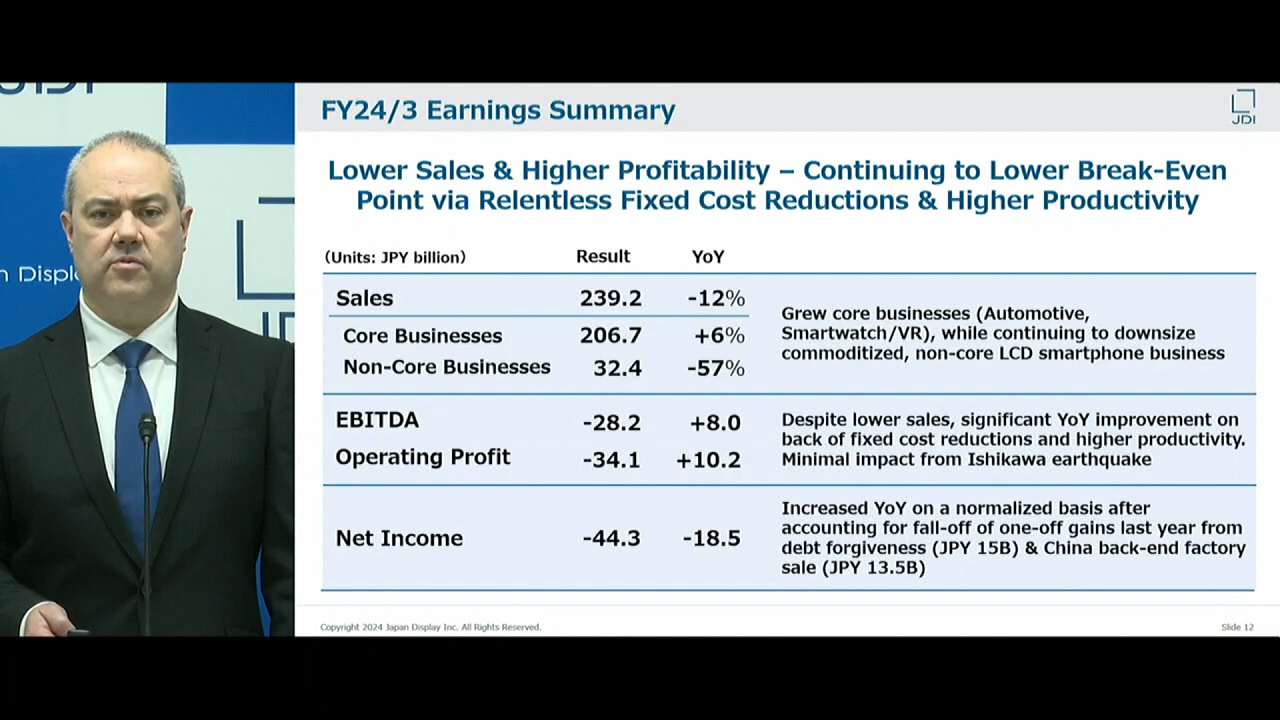 JDI
n Displ
FY24/3 Earnings Summary
JDI
Lower Sales & Higher Profitability – Continuing to Lower Break-Even
Point via Relentless Fixed Cost Reductions & Higher Productivity
(Units: JPY billion) Result YoY
Sales 239.2 -12%
Core Businesses 206.7 +6%
Non-Core Businesses 32.4 -57%
Grew core businesses (Automotive,
Smartwatch/VR), while continuing to downsize
commoditized, non-core LCD smartphone business
EBITDA -28.2 +8.0
Operating Profit -34.1 +10.2
Despite lower sales, significant YoY improvement on
back of fixed cost reductions and higher productivity.
Minimal impact from Ishikawa earthquake
Net Income -44.3 -18.5
Increased YoY on a normalized basis after
accounting for fall-off of one-off gains last year from
debt forgiveness (JPY 15B) & China back-end factory
sale (JPY 13.5B)
Copyright 2024 Japan Display Inc. All Rights Reserved.
Slide 12